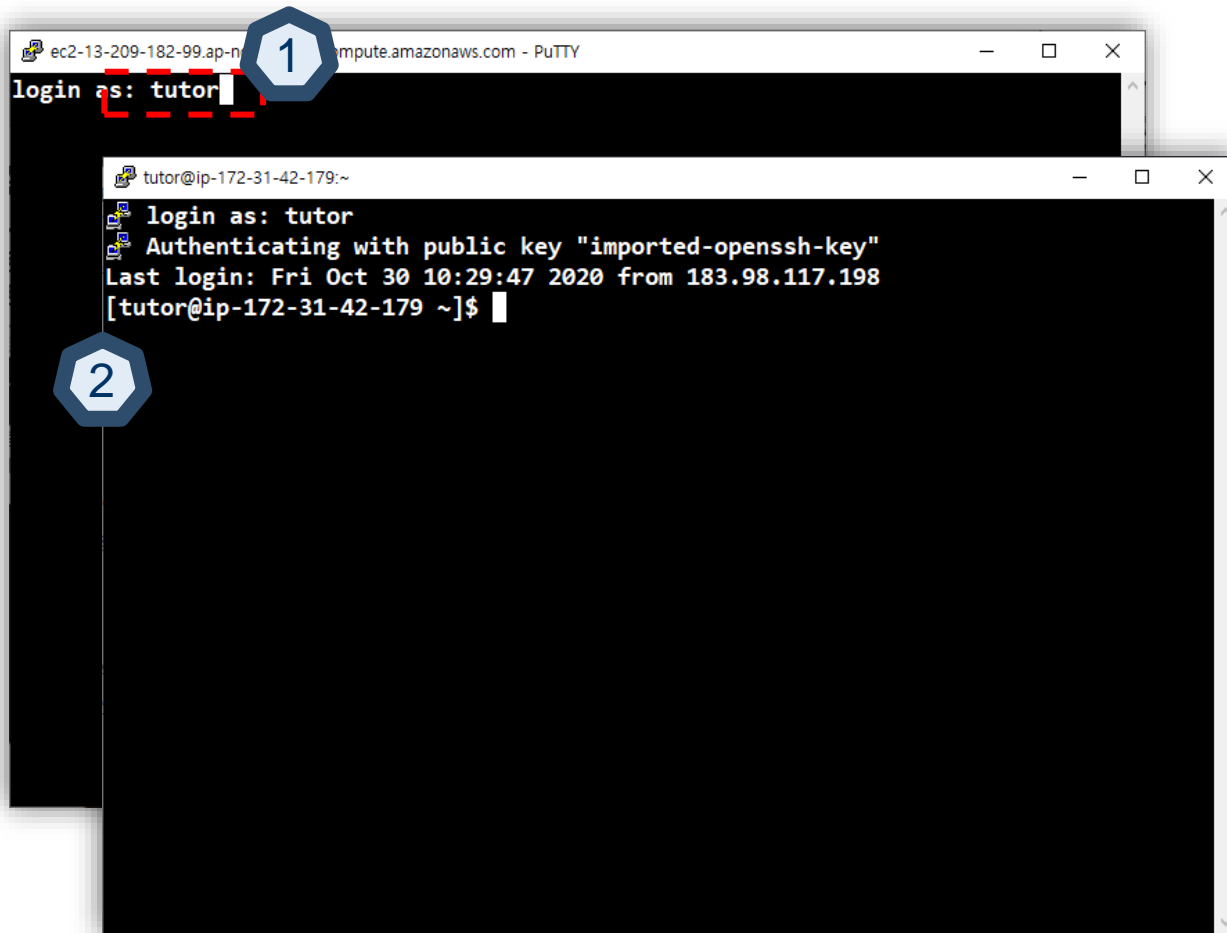 ec2-13-209-182-99.ap-n mpute.amazonaws.com - PuTTY
1
login as: tutor
tutor@ip-172-31-42-179:~
login as: tutor
Authenticating with public key "imported-openssh-key"
Last login: Fri Oct 30 10:29:47 2020 from 183.98.117.198
[tutor@ip-172-31-42-179 ~]$
2